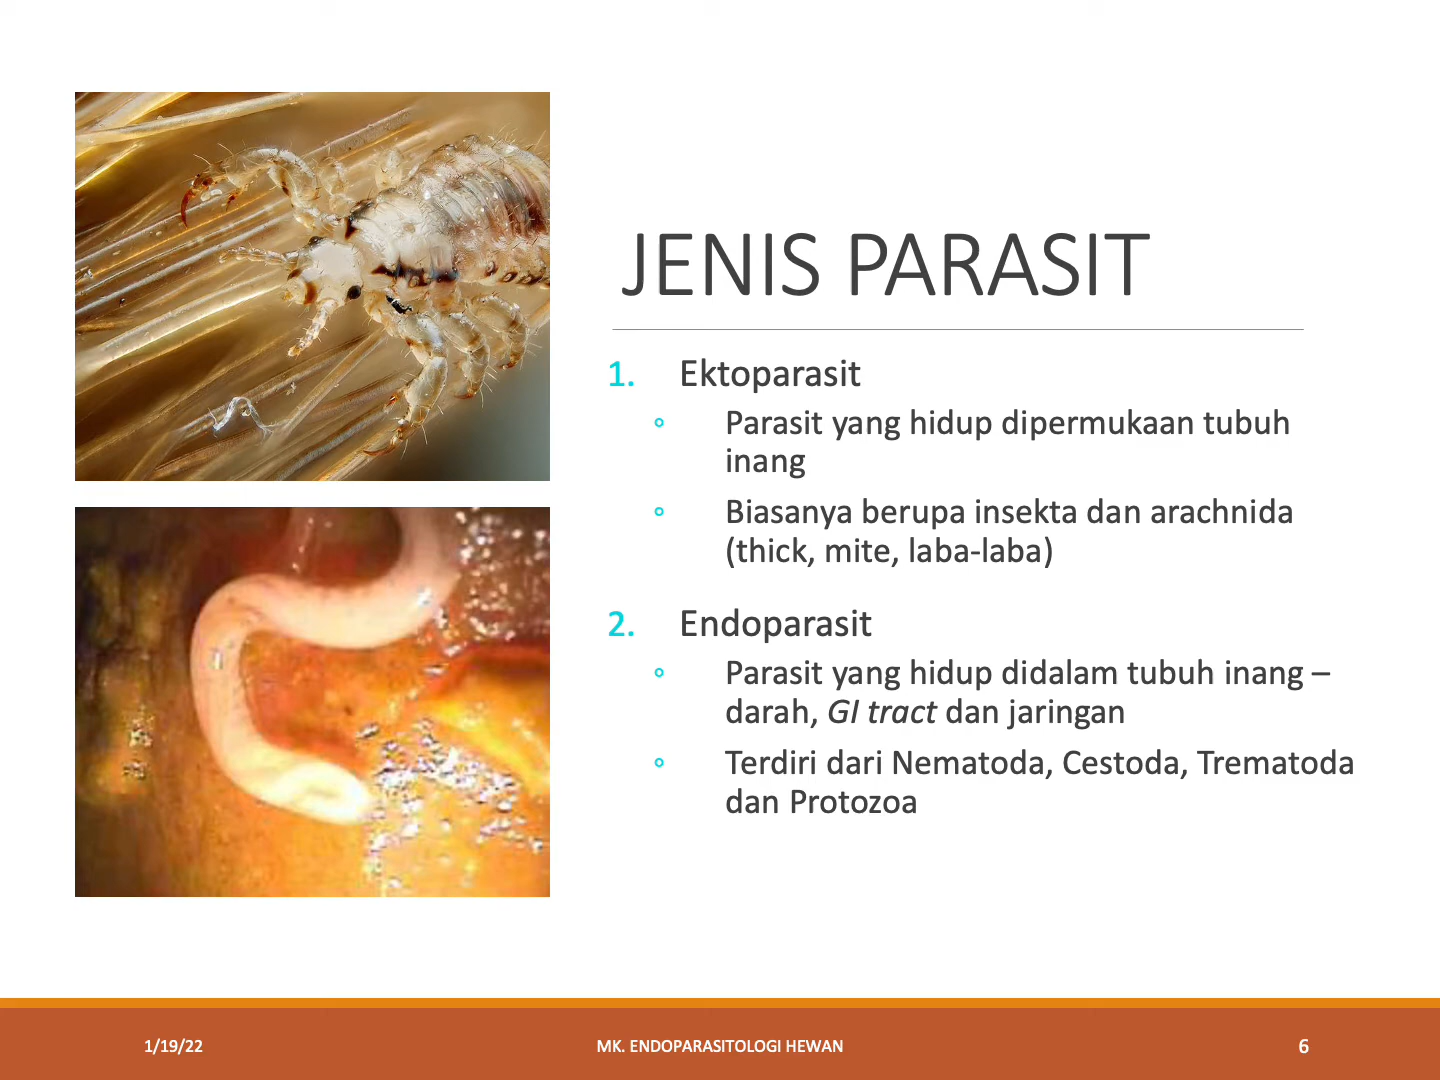 JENIS PARASIT
1. Ektoparasit
◦ Parasit yang hidup dipermukaan tubuh
inang
◦ Biasanya berupa insekta dan arachnida
(thick, mite, laba-laba)
2. Endoparasit
◦ Parasit yang hidup didalam tubuh inang –
darah, GI tract dan jaringan
◦ Terdiri dari Nematoda, Cestoda, Trematoda
dan Protozoa
1/19/22
MK. ENDOPARASITOLOGI HEWAN
6